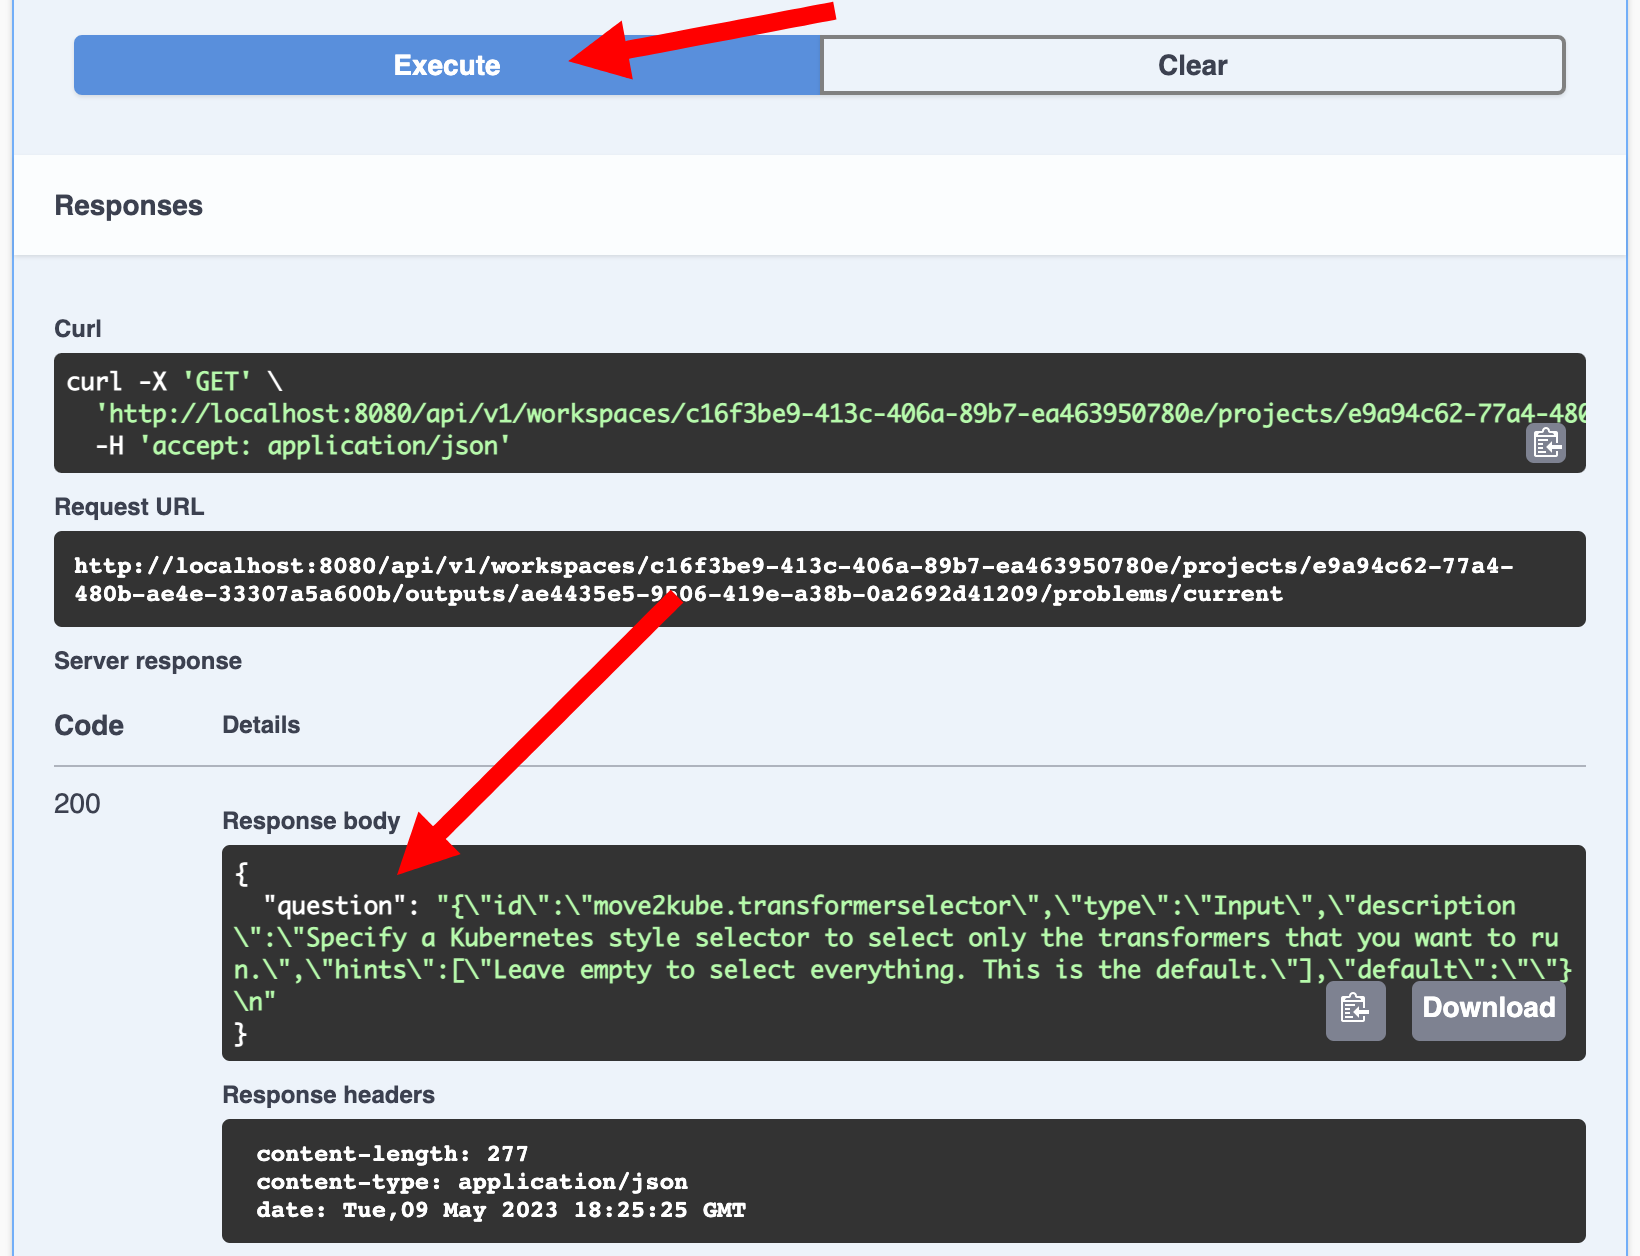 Execute
Clear
Responses
Curl
curl -X 'GET' \
'http://localhost:8080/api/v1/workspaces/c16f3be9-413c-406a-89b7-ea463950780e/projects/e9a94c62-77a4-480
-H 'accept: application/json'
Request URL
http://localhost:8080/api/v1/workspaces/c16f3be9-413c-406a-89b7-ea463950780e/projects/e9a94c62-77a4-
480b-ae4e-33307a5a600b/outputs/ae4435e5-9506-419e-a38b-0a2692d41209/problems/current
Server response
Code
Details
200
Response body
{
"question": "{\"id\":\"move2kube.transformerselector\",\"type\":\"Input\",\"description
\":\"Specify a Kubernetes style selector to select only the transformers that you want to ru
n.\",\"hints\":[\"Leave empty to select everything. This is the default.\"],\"default\":\"\"}
\n"
}
Download
Response headers
content-length: 277
content-type: application/json
date: Tue,09 May 2023 18:25:25 GMT